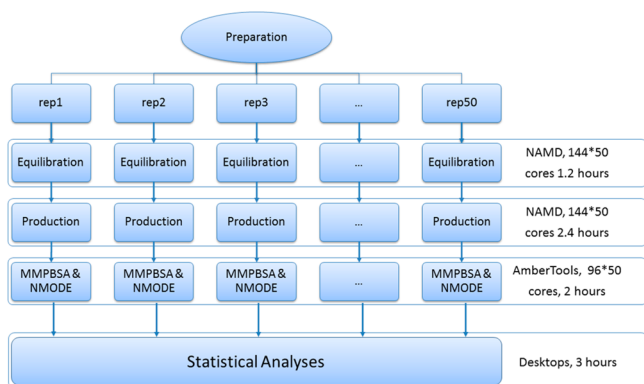 Preparation
rep1 rep2 rep3 ... rep50
Equilibration Equilibration Equilibration ... Equilibration
NAMD, 144*50
cores 1.2 hours
Production Production Production ... Production
NAMD, 144*50
cores 2.4 hours
MMPBSA & MMPBSA & MMPBSA & ... MMPBSA &
NMODE NMODE NMODE NMODE
AmberTools, 96*50
cores, 2 hours
Statistical Analyses
Desktops, 3 hours